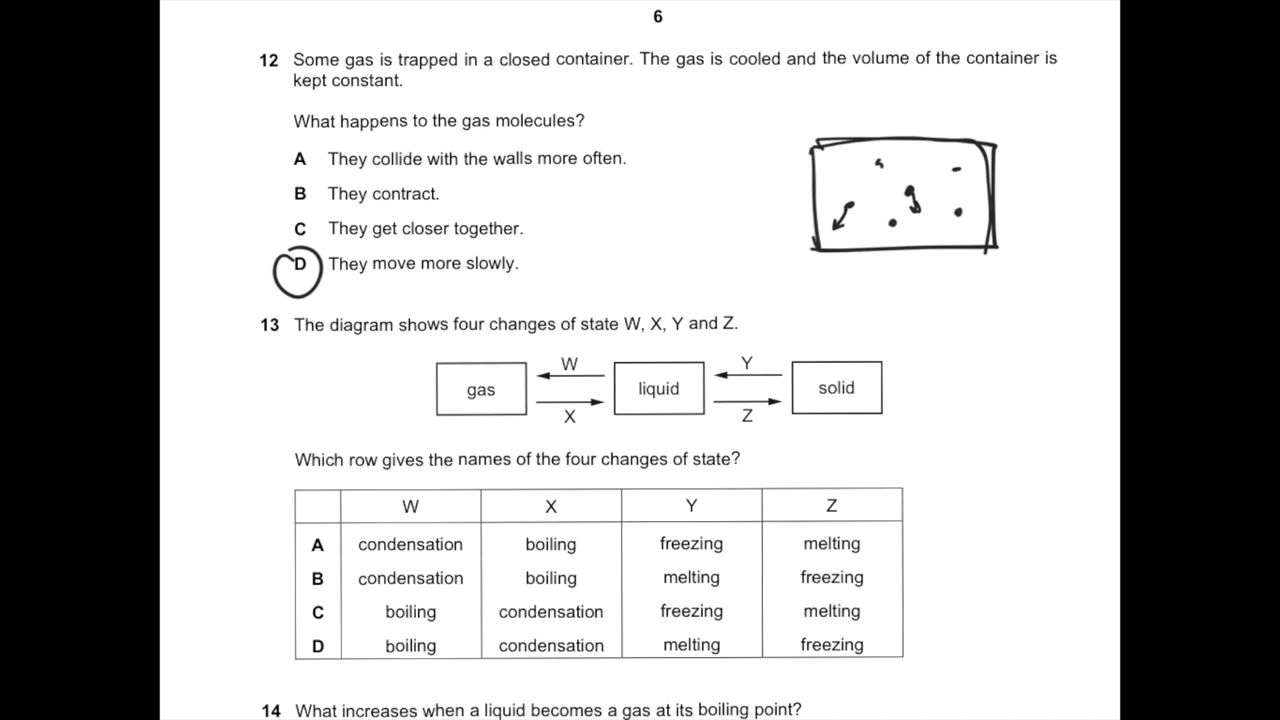 6
12 Some gas is trapped in a closed container. The gas is cooled and the volume of the container is
kept constant.
What happens to the gas molecules?
A They collide with the walls more often.
B They contract.
C They get closer together.
D They move more slowly.
13 The diagram shows four changes of state W, X, Y and Z.
W Y
gas liquid solid
X Z
Which row gives the names of the four changes of state?
W X Y Z
A condensation boiling freezing melting
B condensation boiling melting freezing
C boiling condensation freezing melting
D boiling condensation melting freezing
14 What increases when a liquid becomes a gas at its boiling point?